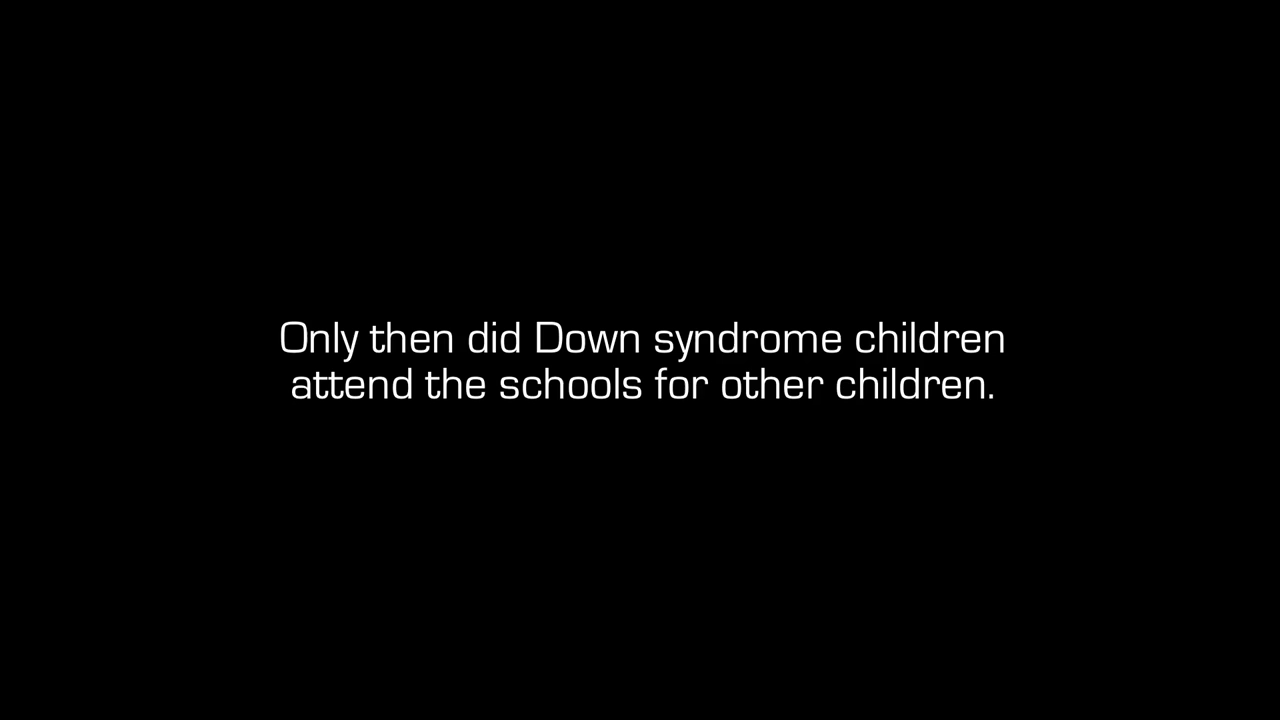 Only then did Down syndrome children
attend the schools for other children.